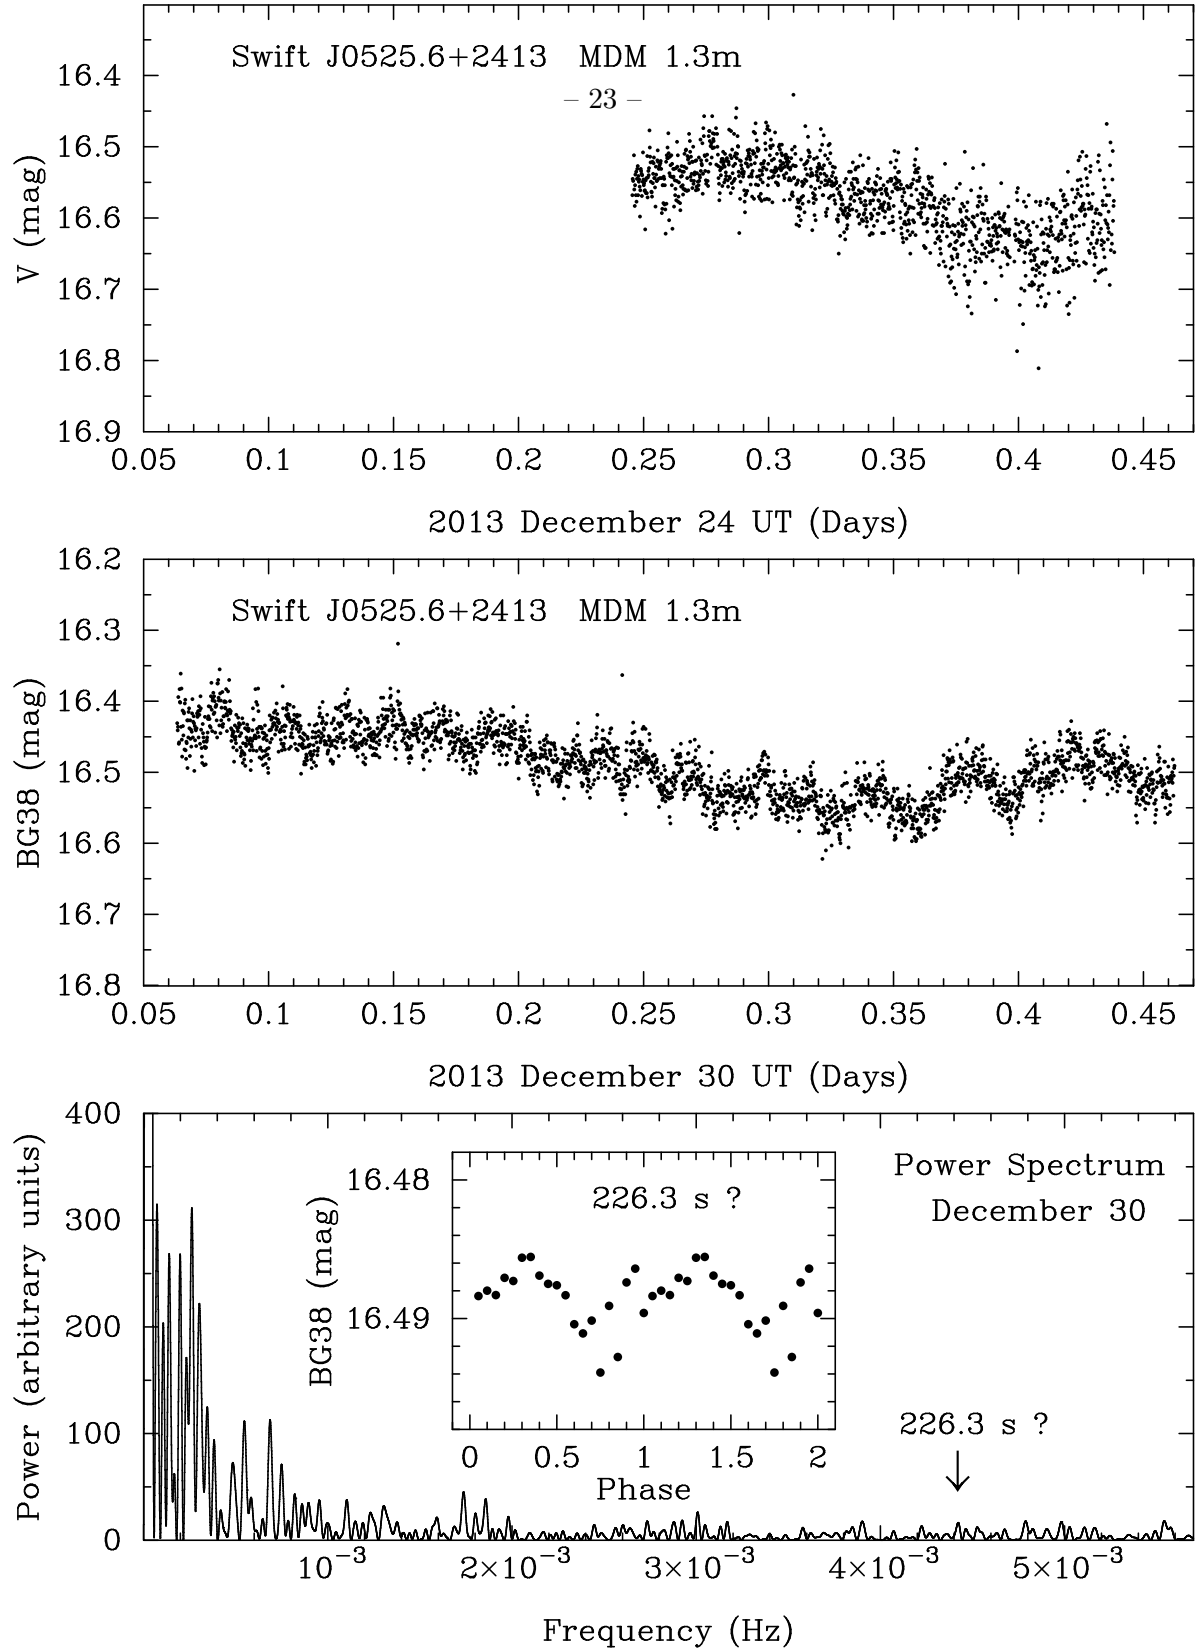 Swift J0525.6+2413 MDM 1.3m
– 23 –
16.4
16.5
16.6
16.7
16.8
16.9
V (mag)
0.05 0.1 0.15 0.2 0.25 0.3 0.35 0.4 0.45
2013 December 24 UT (Days)
16.2
Swift J0525.6+2413 MDM 1.3m
16.3
16.4
16.5
16.6
16.7
16.8
BG38 (mag)
0.05 0.1 0.15 0.2 0.25 0.3 0.35 0.4 0.45
2013 December 30 UT (Days)
400
300
200
100
0
Power (arbitrary units)
Power Spectrum
December 30
16.48
16.49
BG38 (mag)
226.3 s ?
0 0.5 1 1.5 2
Phase
226.3 s ?
10⁻³ 2×10⁻³ 3×10⁻³ 4×10⁻³ 5×10⁻³
Frequency (Hz)